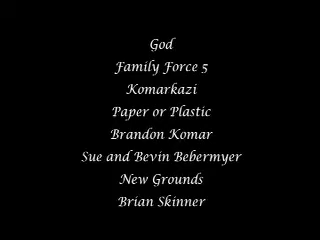 God
Family Force 5
Komarkazi
Paper or Plastic
Brandon Komar
Sue and Bevin Bebermyer
New Grounds
Brian Skinner